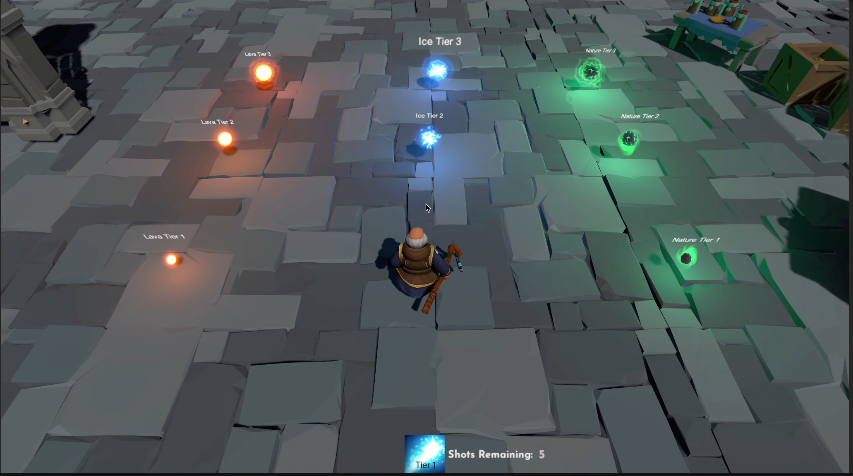 Ice Tier 3
Lava Tier 3
Nature Tier 3
Lava Tier 2
Ice Tier 2
Nature Tier 2
Lava Tier 1
Nature Tier 1
Tier 1
Shots Remaining: 5